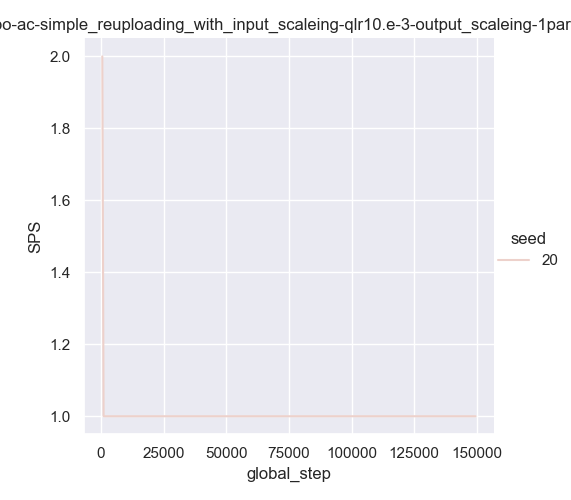 oo-ac-simple_reuploading_with_input_scaleing-qlr10.e-3-output_scaleing-1par
2.0
1.8
1.6
1.4
1.2
1.0
SPS
0 25000 50000 75000 100000 125000 150000
global_step
seed
20